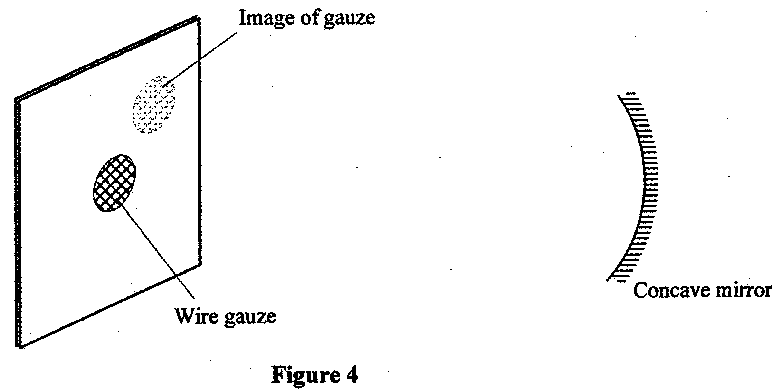 Image of gauze
Wire gauze
Concave mirror
Figure 4